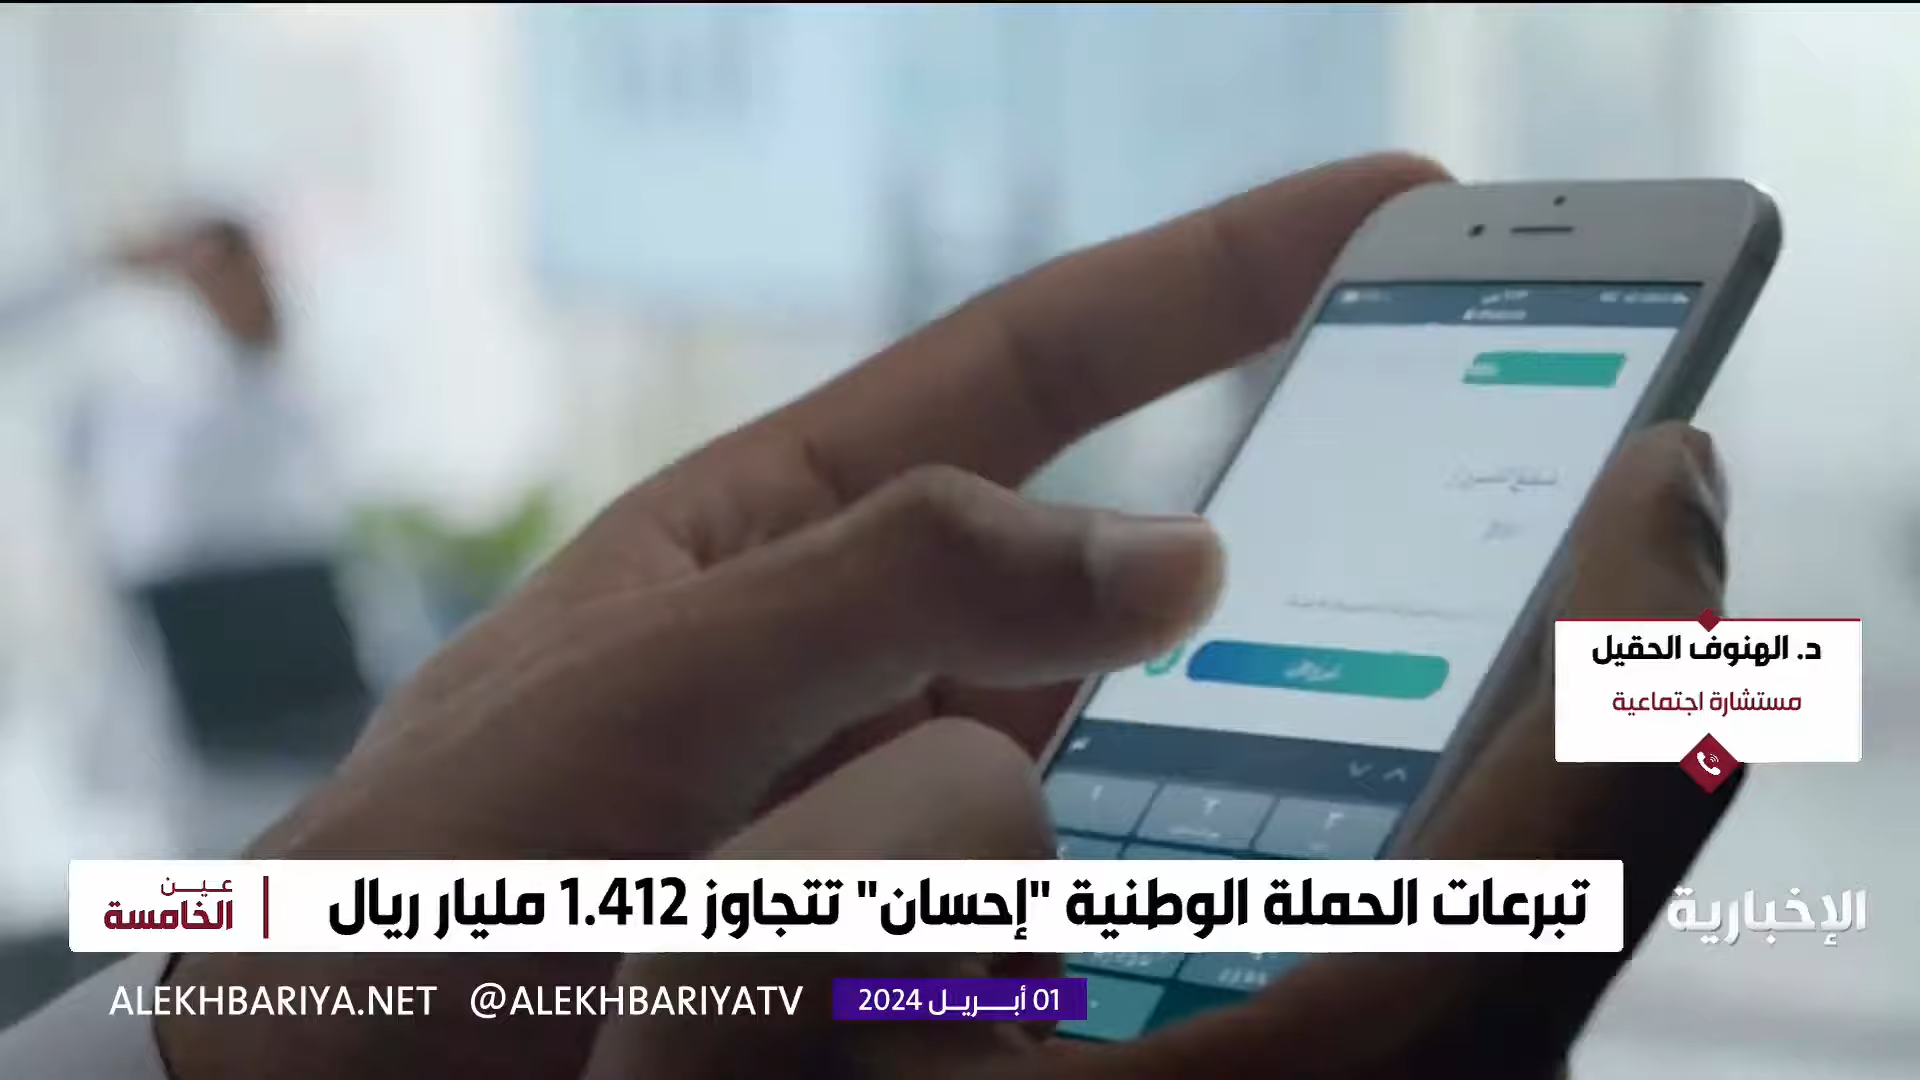 د. الهنوف الحقيل
مستشارة اجتماعية
تبرعات الحملة الوطنية "إحسان" تتجاوز 1.412 مليار ريال
عين
الخامسة
الإخبارية
01 أبريل 2024
@ALEKHBARIYATV
ALEKHBARIYA.NET